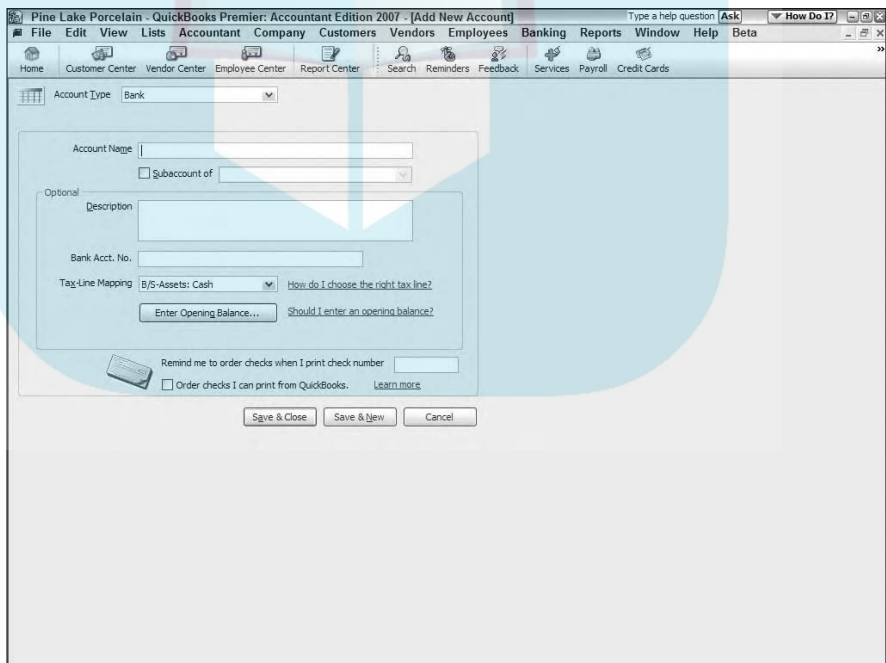 Pine Lake Porcelain - QuickBooks Premier: Accountant Edition 2007 - [Add New Account]
Type a help question Ask How Do I?
File Edit View Lists Accountant Company Customers Vendors Employees Banking Reports Window Help Beta
Home Customer Center Vendor Center Employee Center Report Center Search Reminders Feedback Services Payroll Credit Cards »
Account Type Bank
Account Name
Subaccount of
Optional
Description
Bank Acct. No.
Tax-Line Mapping B/S-Assets: Cash How do I choose the right tax line?
Enter Opening Balance... Should I enter an opening balance?
Remind me to order checks when I print check number
Order checks I can print from QuickBooks. Learn more
Save & Close Save & New Cancel